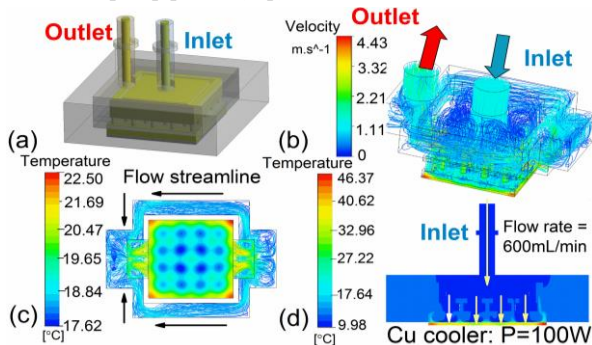 Outlet
Inlet
(a)
Velocity
m.s^-1
4.43
3.32
2.21
1.11
0
Outlet
Inlet
(b)
Temperature
22.50
21.69
20.47
19.65
18.84
17.62
[°C]
Flow streamline
(c)
Temperature
46.37
40.62
32.96
27.22
17.64
9.98
[°C]
(d)
Inlet
Flow rate =
600mL/min
Cu cooler: P=100W